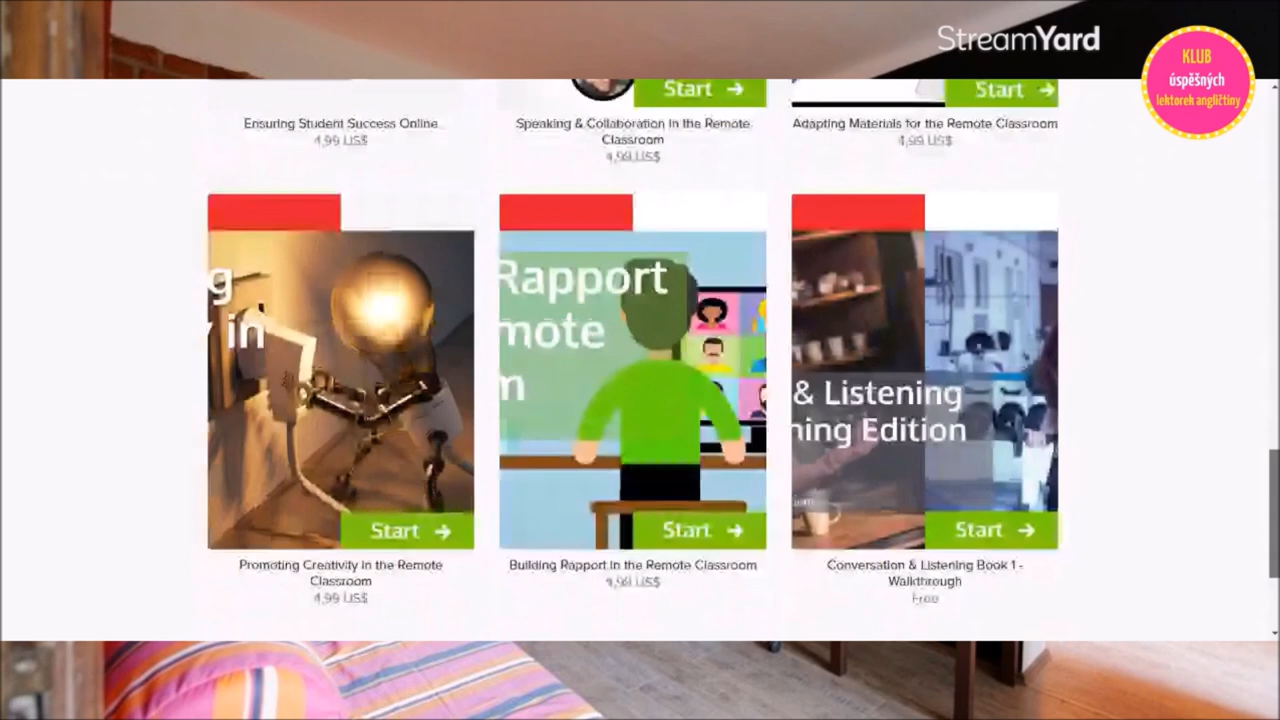 StreamYard
KLUB
úspěšných
lektorek angličtiny
Start →
Start →
Ensuring Student Success Online
4,99 US$
Speaking & Collaboration in the Remote
Classroom
4,99 US$
Adapting Materials for the Remote Classroom
4,99 US$
g
y in
Start →
Promoting Creativity in the Remote
Classroom
4,99 US$
Rapport
mote
m
Start →
Building Rapport in the Remote Classroom
4,99 US$
& Listening
ning Edition
Start →
Conversation & Listening Book 1 -
Walkthrough
Free